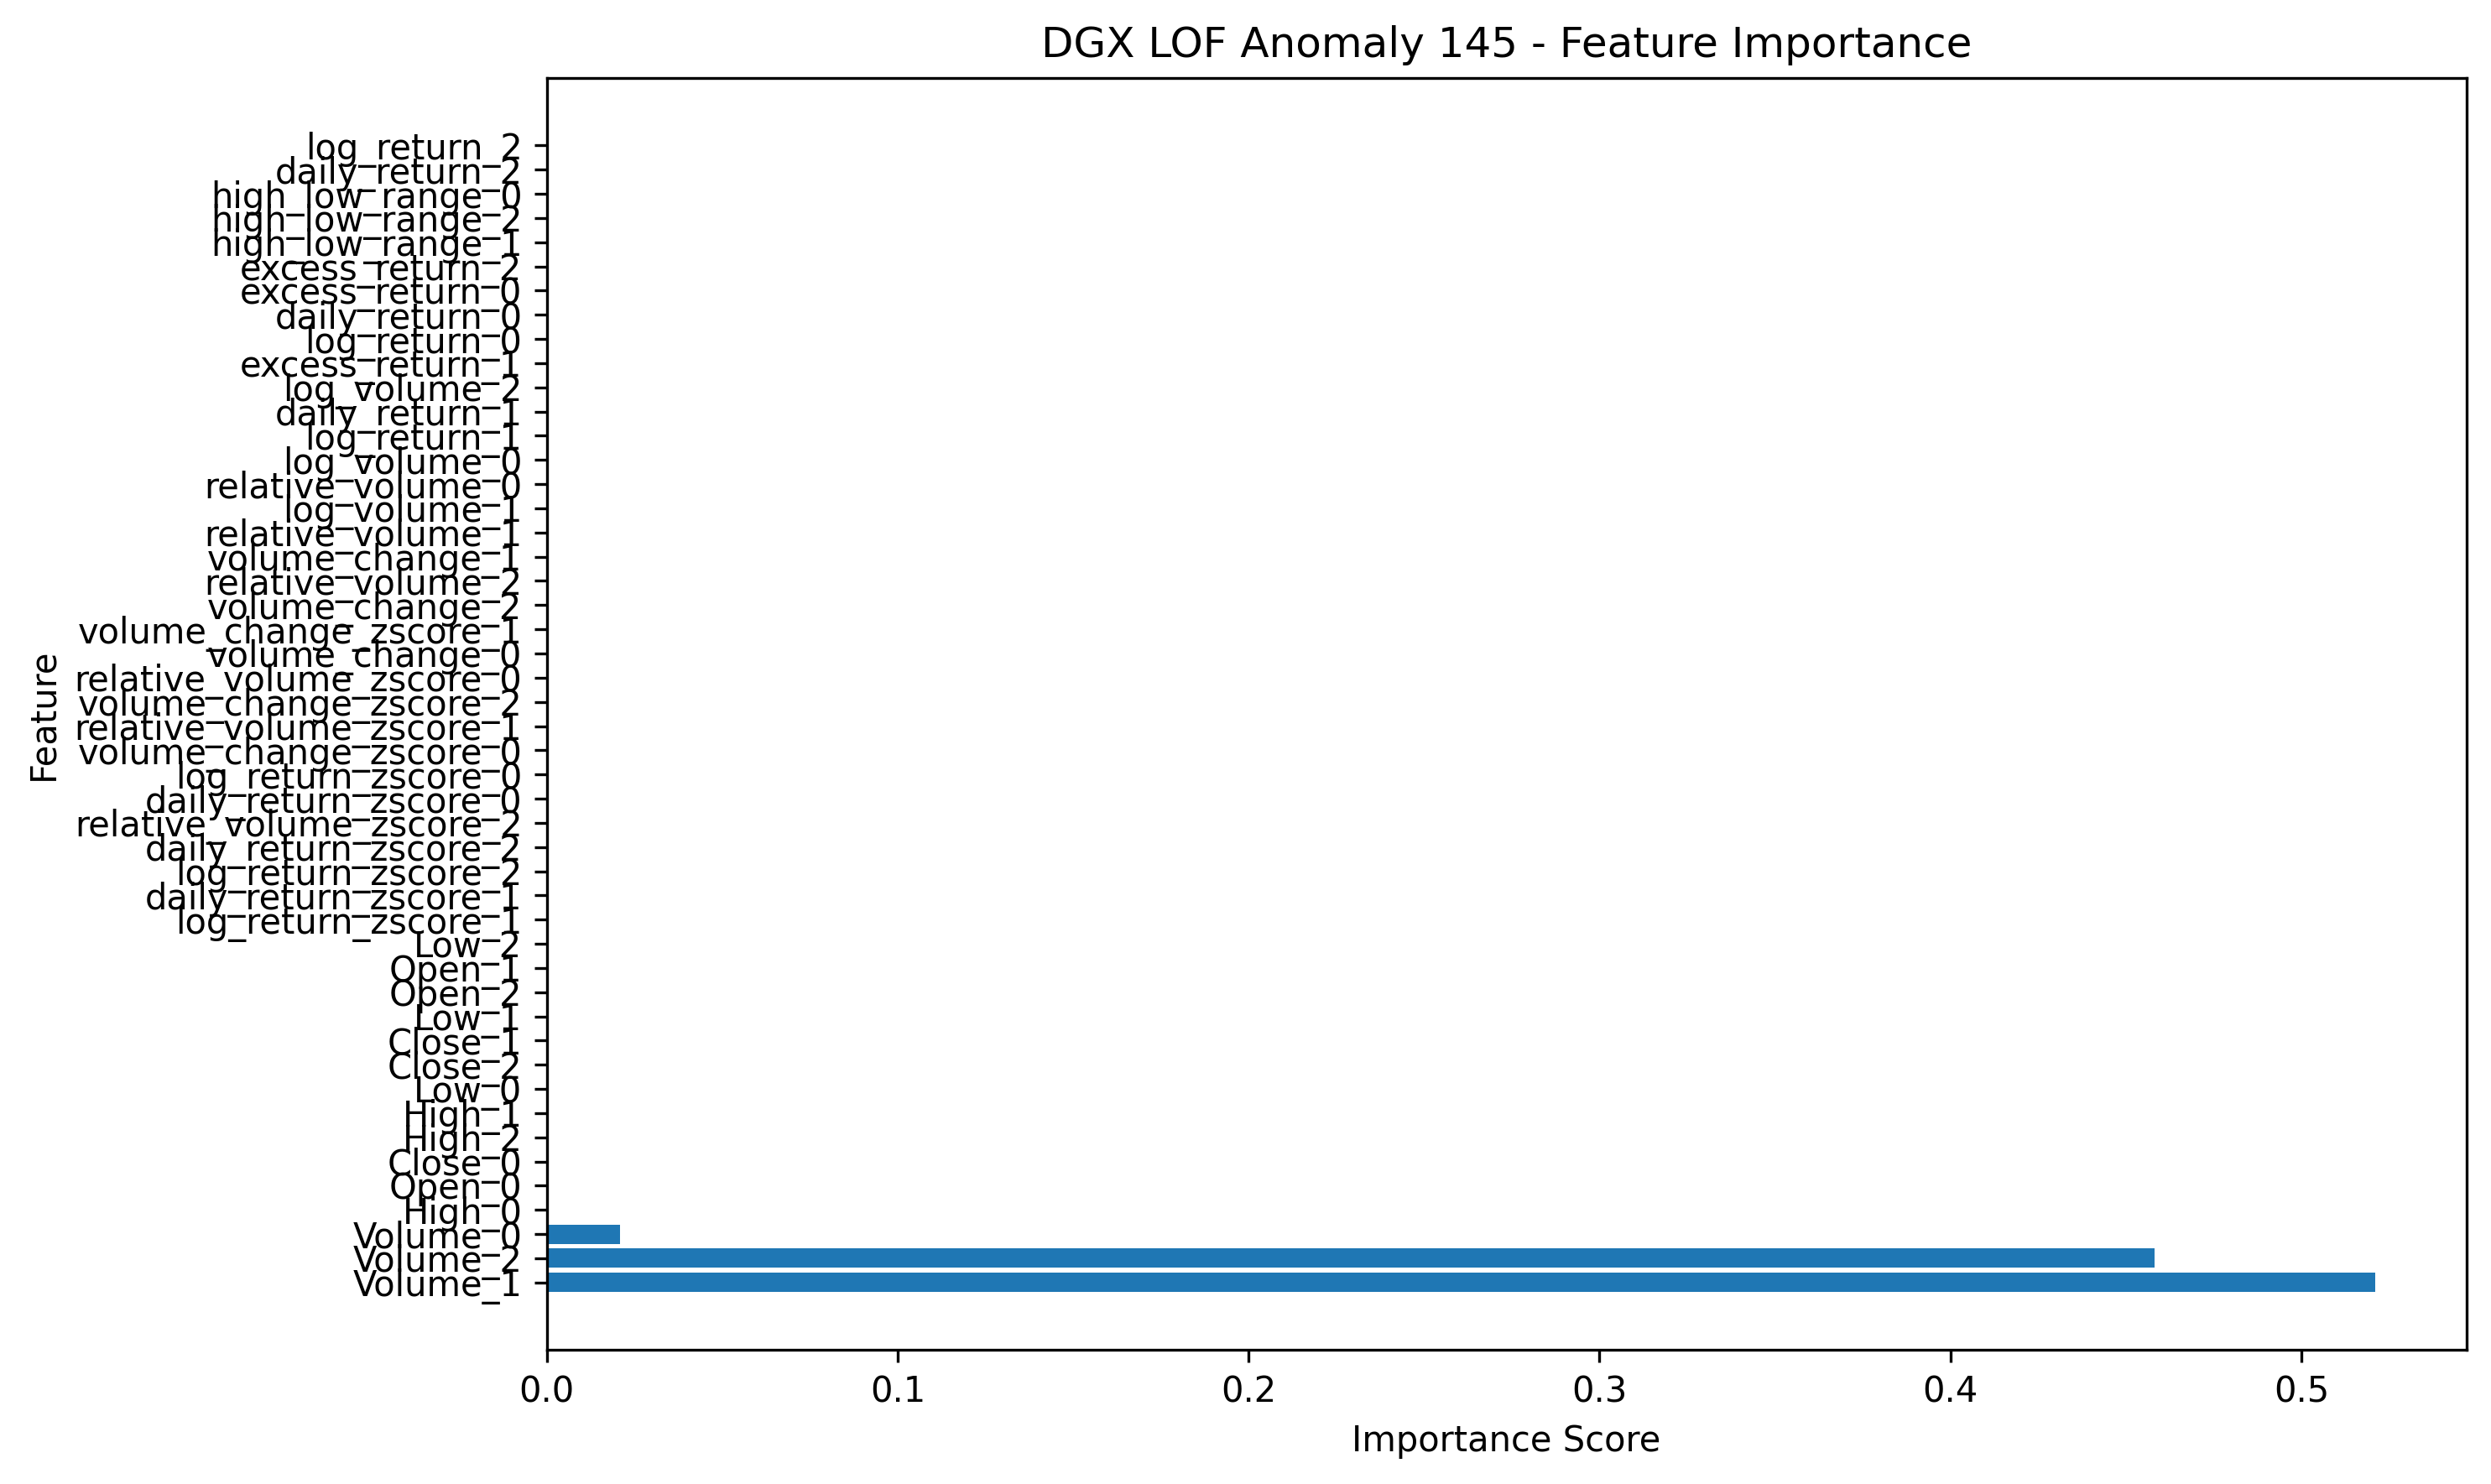 DGX LOF Anomaly 145 - Feature Importance
log_return_2
daily_return_2
high_low_range_0
high_low_range_2
high_low_range_1
excess_return_2
excess_return_0
daily_return_0
log_return_0
excess_return_1
log_volume_2
daily_return_1
log_return_1
log_volume_0
relative_volume_0
log_volume_1
relative_volume_1
volume_change_1
relative_volume_2
volume_change_2
volume_change_zscore_1
volume_change_0
relative_volume_zscore_0
volume_change_zscore_2
relative_volume_zscore_1
volume_change_zscore_0
log_return_zscore_0
daily_return_zscore_0
relative_volume_zscore_2
daily_return_zscore_2
log_return_zscore_2
daily_return_zscore_1
log_return_zscore_1
Low_2
Open_1
Open_2
Low_1
Close_1
Close_2
Low_0
High_1
High_2
Close_0
Open_0
High_0
Volume_0
Volume_2
Volume_1
Feature
0.0 0.1 0.2 0.3 0.4 0.5
Importance Score